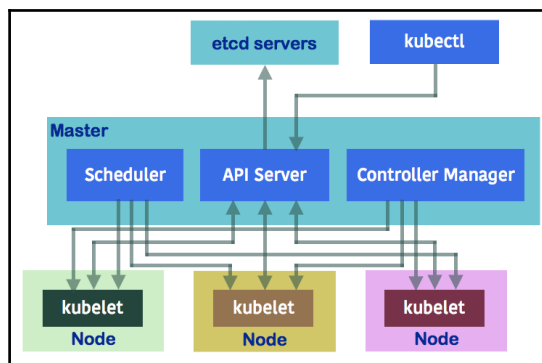 etcd servers
kubectl
Master
Scheduler
API Server
Controller Manager
kubelet
kubelet
kubelet
Node
Node
Node